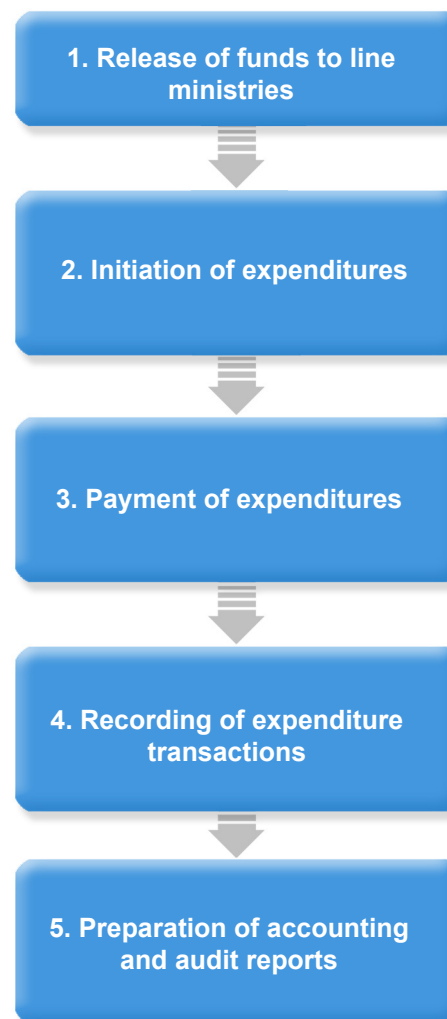 1. Release of funds to line
ministries
2. Initiation of expenditures
3. Payment of expenditures
4. Recording of expenditure
transactions
5. Preparation of accounting
and audit reports